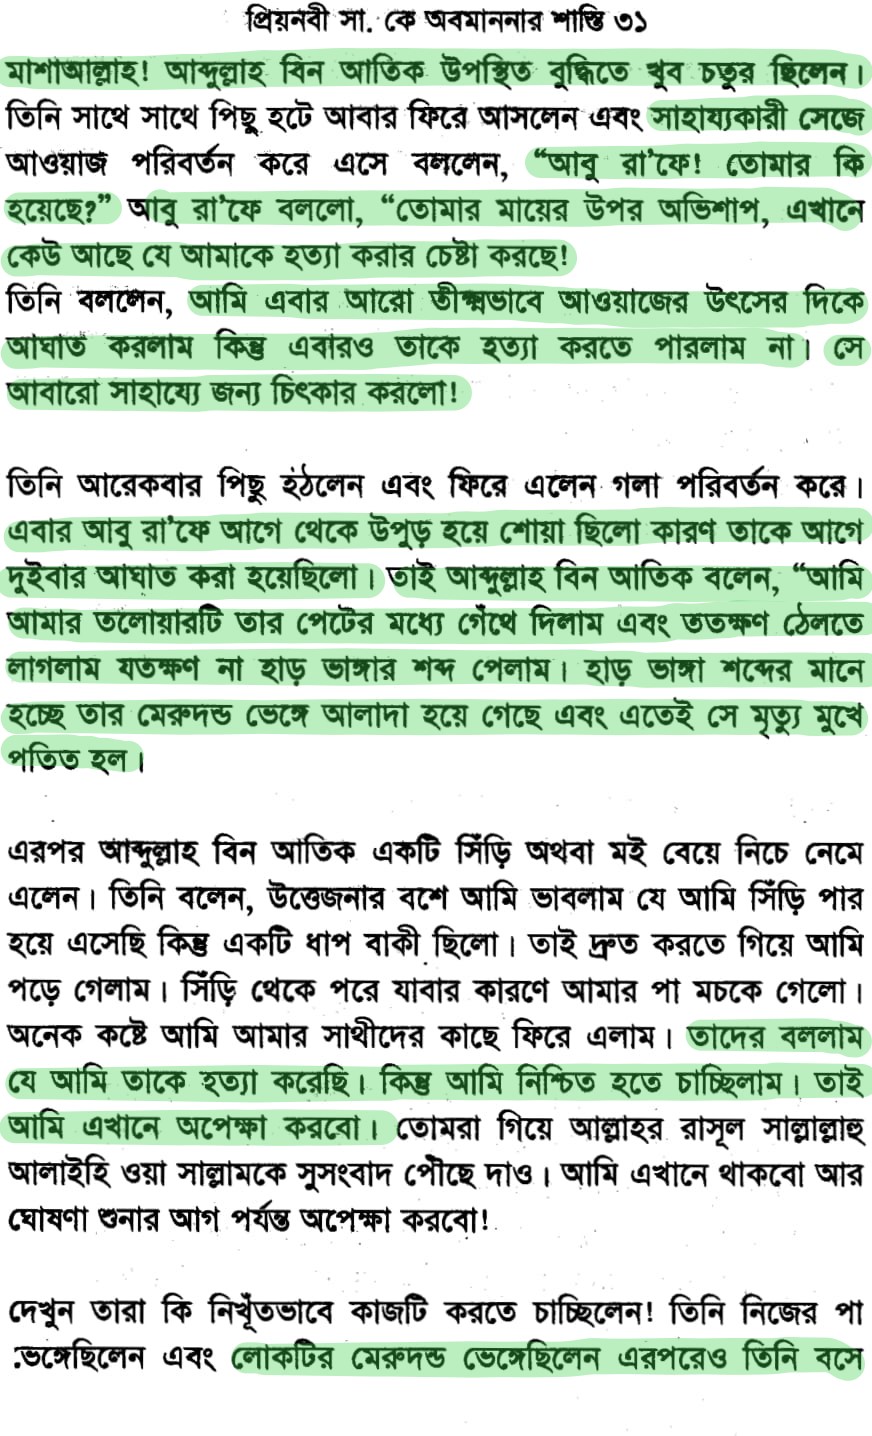 প্রিয়নবী সা. কে অবমাননার শাস্তি ৩১
মাশাআল্লাহ! আব্দুল্লাহ বিন আতিক উপস্থিত বুদ্ধিতে খুব চতুর ছিলেন।
তিনি সাথে সাথে পিছু হটে আবার ফিরে আসলেন এবং সাহায্যকারী সেজে
আওয়াজ পরিবর্তন করে এসে বললেন, “আবু রা’ফে! তোমার কি
হয়েছে?” আবু রা’ফে বললো, “তোমার মায়ের উপর অভিশাপ, এখানে
কেউ আছে যে আমাকে হত্যা করার চেষ্টা করছে!
তিনি বললেন, আমি এবার আরো তীক্ষ্মভাবে আওয়াজের উৎসের দিকে
আঘাত করলাম কিন্তু এবারও তাকে হত্যা করতে পারলাম না। সে
আবারো সাহায্যে জন্য চিৎকার করলো!
তিনি আরেকবার পিছু হঠলেন এবং ফিরে এলেন গলা পরিবর্তন করে।
এবার আবু রা’ফে আগে থেকে উপুড় হয়ে শোয়া ছিলো কারণ তাকে আগে
দুইবার আঘাত করা হয়েছিলো। তাই আব্দুল্লাহ বিন আতিক বলেন, “আমি
আমার তলোয়ারটি তার পেটের মধ্যে গেঁথে দিলাম এবং ততক্ষণ ঠেলতে
লাগলাম যতক্ষণ না হাড় ভাঙ্গার শব্দ পেলাম। হাড় ভাঙ্গা শব্দের মানে
হচ্ছে তার মেরুদন্ড ভেঙ্গে আলাদা হয়ে গেছে এবং এতেই সে মৃত্যু মুখে
পতিত হল।
এরপর আব্দুল্লাহ বিন আতিক একটি সিঁড়ি অথবা মই বেয়ে নিচে নেমে
এলেন। তিনি বলেন, উত্তেজনার বশে আমি ভাবলাম যে আমি সিঁড়ি পার
হয়ে এসেছি কিন্তু একটি ধাপ বাকী ছিলো। তাই দ্রুত করতে গিয়ে আমি
পড়ে গেলাম। সিঁড়ি থেকে পরে যাবার কারণে আমার পা মচকে গেলো।
অনেক কষ্টে আমি আমার সাথীদের কাছে ফিরে এলাম। তাদের বললাম
যে আমি তাকে হত্যা করেছি। কিন্তু আমি নিশ্চিত হতে চাচ্ছিলাম। তাই
আমি এখানে অপেক্ষা করবো। তোমরা গিয়ে আল্লাহর রাসূল সাল্লাল্লাহু
আলাইহি ওয়া সাল্লামকে সুসংবাদ পৌঁছে দাও। আমি এখানে থাকবো আর
ঘোষণা শুনার আগ পর্যন্ত অপেক্ষা করবো!
দেখুন তারা কি নিখূঁতভাবে কাজটি করতে চাচ্ছিলেন! তিনি নিজের পা
ভেঙ্গেছিলেন এবং লোকটির মেরুদন্ড ভেঙ্গেছিলেন এরপরেও তিনি বসে